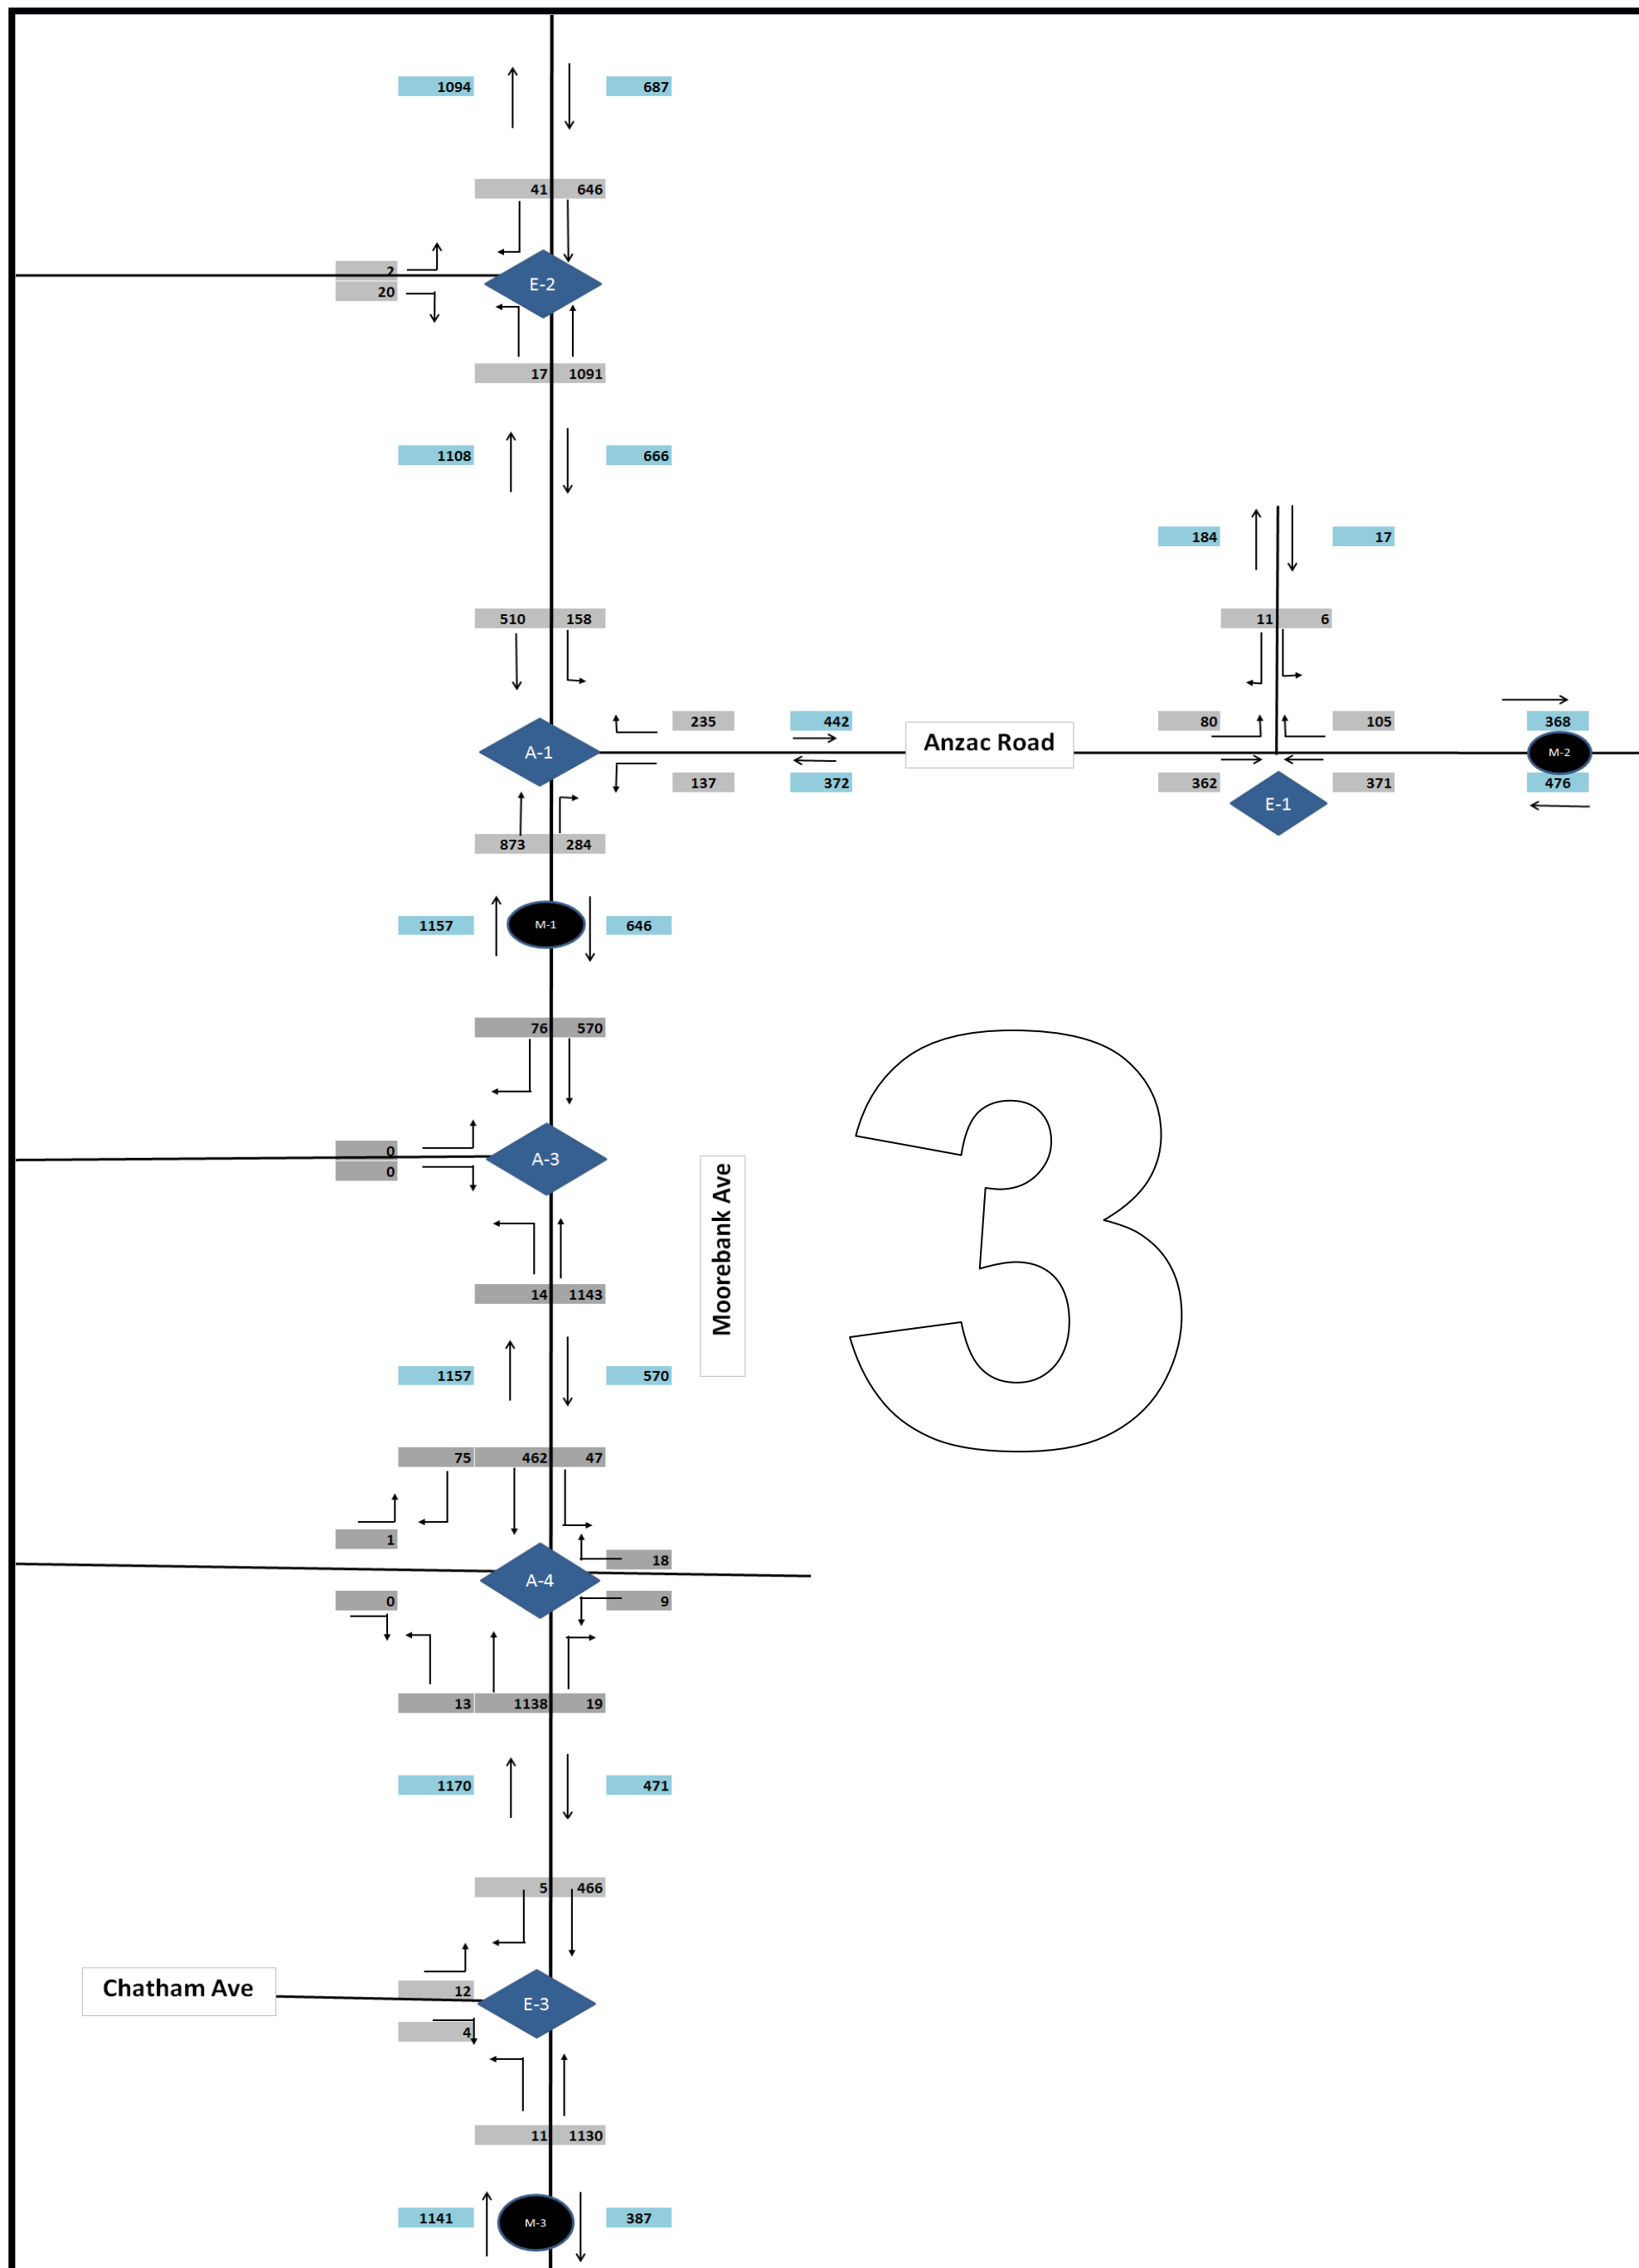 1094 687
41 646
2
E-2
20
17 1091
1108 666
184 17
510 158 11 6
235 442 80 105 368
A-1 Anzac Road M-2
137 372 362 371 476
E-1
873 284
1157 M-1 646
76 570
0
A-3
0
Moorebank Ave
3
14 1143
1157 570
75 462 47
1
18
A-4
0 9
13 1138 19
1170 471
5 466
Chatham Ave 12
E-3
4
11 1130
1141 M-3 387